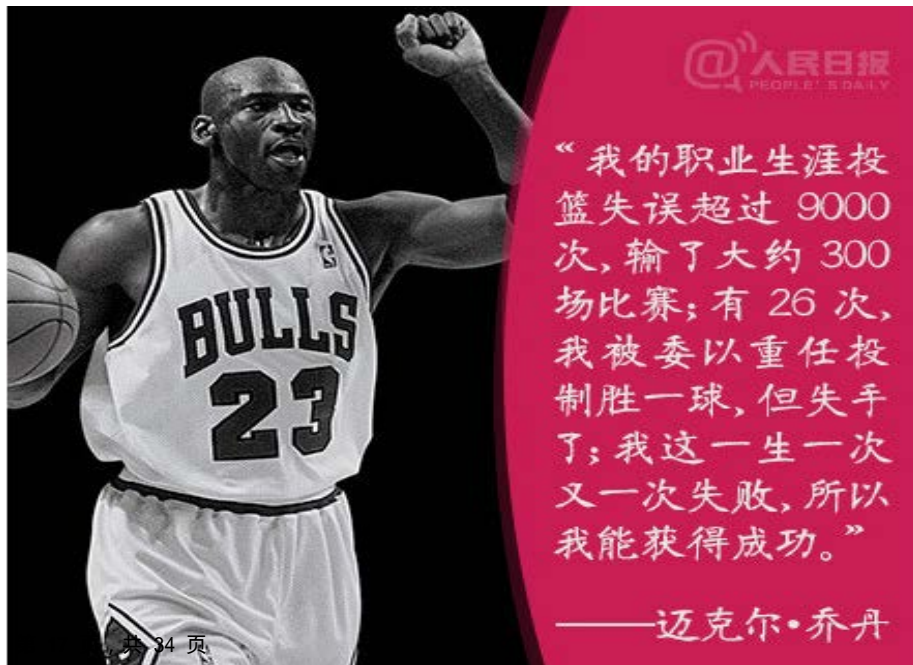 BULLS
23
@人民日报
PEOPLE'S DAILY
“我的职业生涯投
篮失误超过 9000
次,输了大约 300
场比赛;有 26 次,
我被委以重任投
制胜一球,但失手
了;我这一生一次
又一次失败,所以
我能获得成功。”
——迈克尔·乔丹
共 34 页